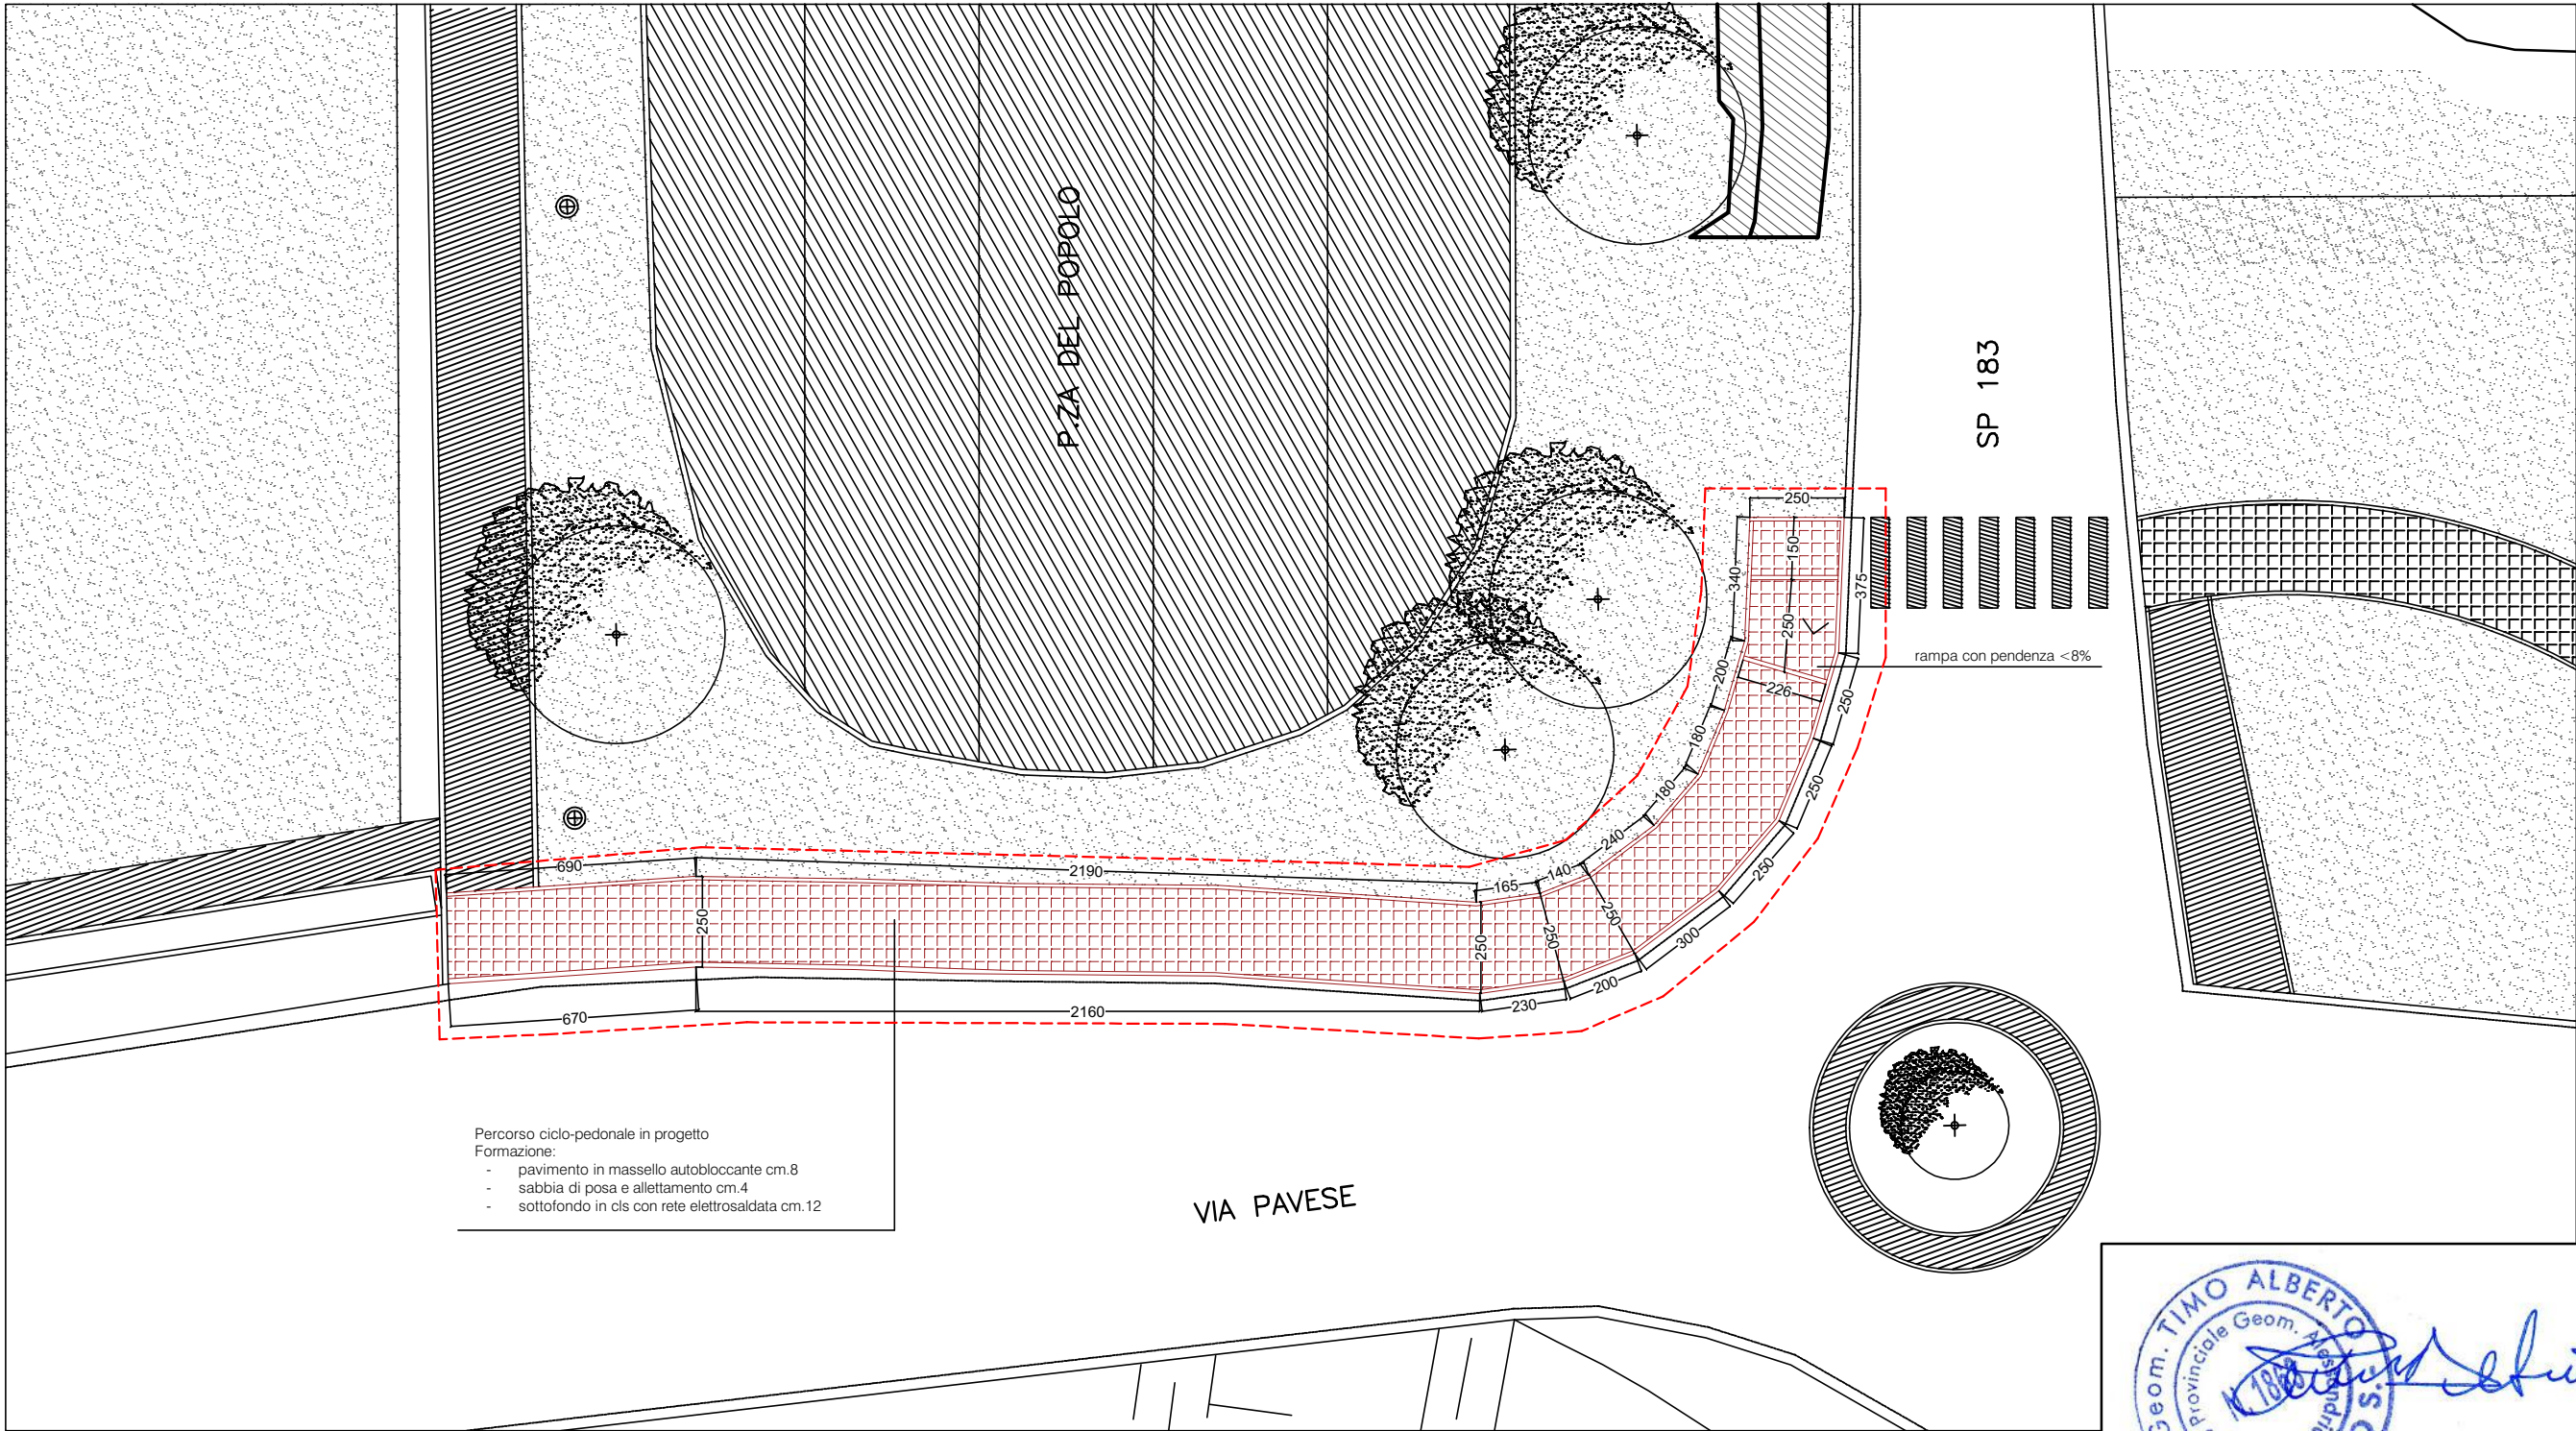 P.ZA DEL POPOLO
SP 183
250
150
340
375
250
rampa con pendenza <8%
200
226
250
180
250
180
240
250
690
2190
165
140
250
250
250
250
300
200
230
670
2160
Percorso ciclo-pedonale in progetto
Formazione:
- pavimento in massello autobloccante cm.8
- sabbia di posa e allettamento cm.4
- sottofondo in cls con rete elettrosaldata cm.12
VIA PAVESE
Geom. TIMO ALBERTO
Provinciale Geom. Alessandria